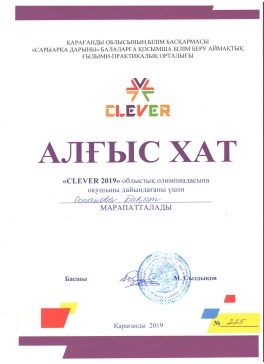 ҚАРАҒАНДЫ ОБЛЫСЫНЫҢ БІЛІМ БАСҚАРМАСЫ
«САРЫАРҚА ДАРЫНЫ» БАЛАЛАРҒА ҚОСЫМША БІЛІМ БЕРУ АЙМАҚТЫҚ
ҒЫЛЫМИ-ПРАКТИКАЛЫҚ ОРТАЛЫҒЫ
CLEVER
АЛҒЫС ХАТ
«CLEVER 2019» облыстық олимпиадасына
оқушыны дайындағаны үшін
МАРАПАТТАЛАДЫ
Басшы М. Сыздықов
№ 225
Қарағанды 2019